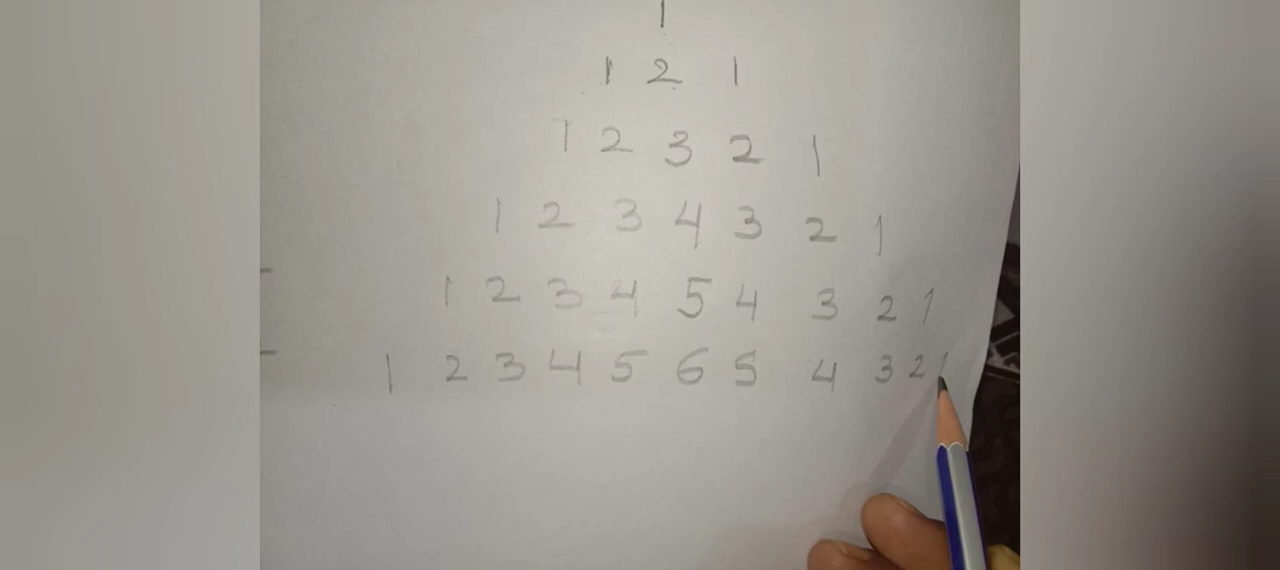 1
1 2 1
1 2 3 2 1
1 2 3 4 3 2 1
1 2 3 4 5 4 3 2 1
1 2 3 4 5 6 5 4 3 2 1